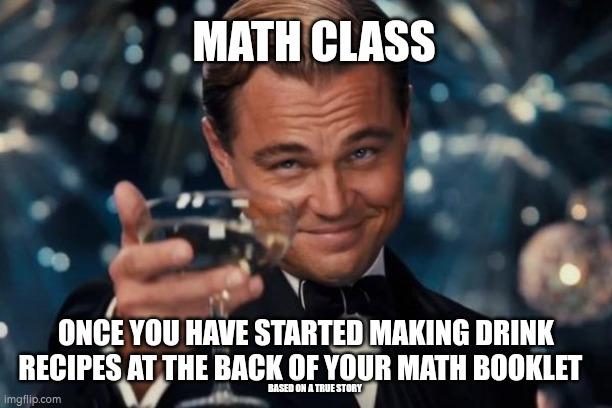 MATH CLASS
ONCE YOU HAVE STARTED MAKING DRINK
RECIPES AT THE BACK OF YOUR MATH BOOKLET
BASED ON A TRUE STORY
imgflip.com